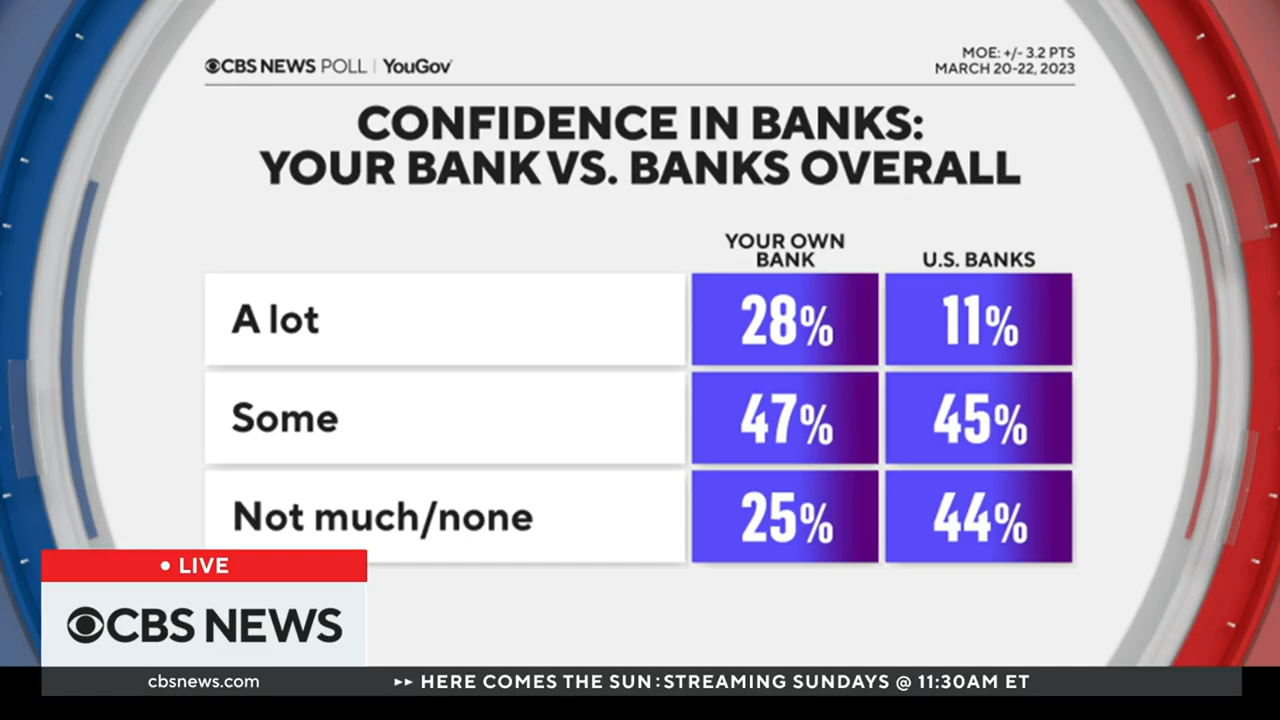 CBS NEWS POLL | YouGov
MOE: +/- 3.2 PTS
MARCH 20-22, 2023
CONFIDENCE IN BANKS:
YOUR BANK VS. BANKS OVERALL
YOUR OWN
BANK
U.S. BANKS
A lot 28% 11%
Some 47% 45%
Not much/none 25% 44%
• LIVE
CBS NEWS
cbsnews.com
▸▸ HERE COMES THE SUN : STREAMING SUNDAYS @ 11:30AM ET